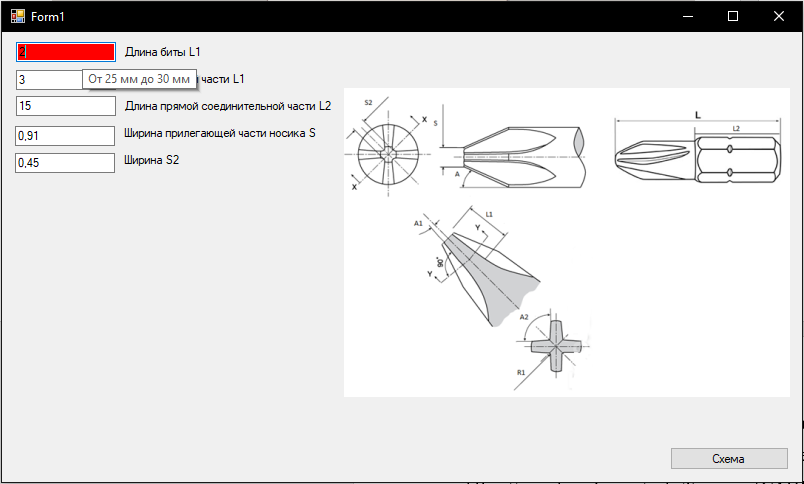 Form1
2
Длина биты L1
От 25 мм до 30 мм
3
части L1
15
Длина прямой соединительной части L2
0,91
Ширина прилегающей части носика S
0,45
Ширина S2
S2
X
S
L
L2
A
X
A1
L1
Y
90°
Y
A2
R1
Схема